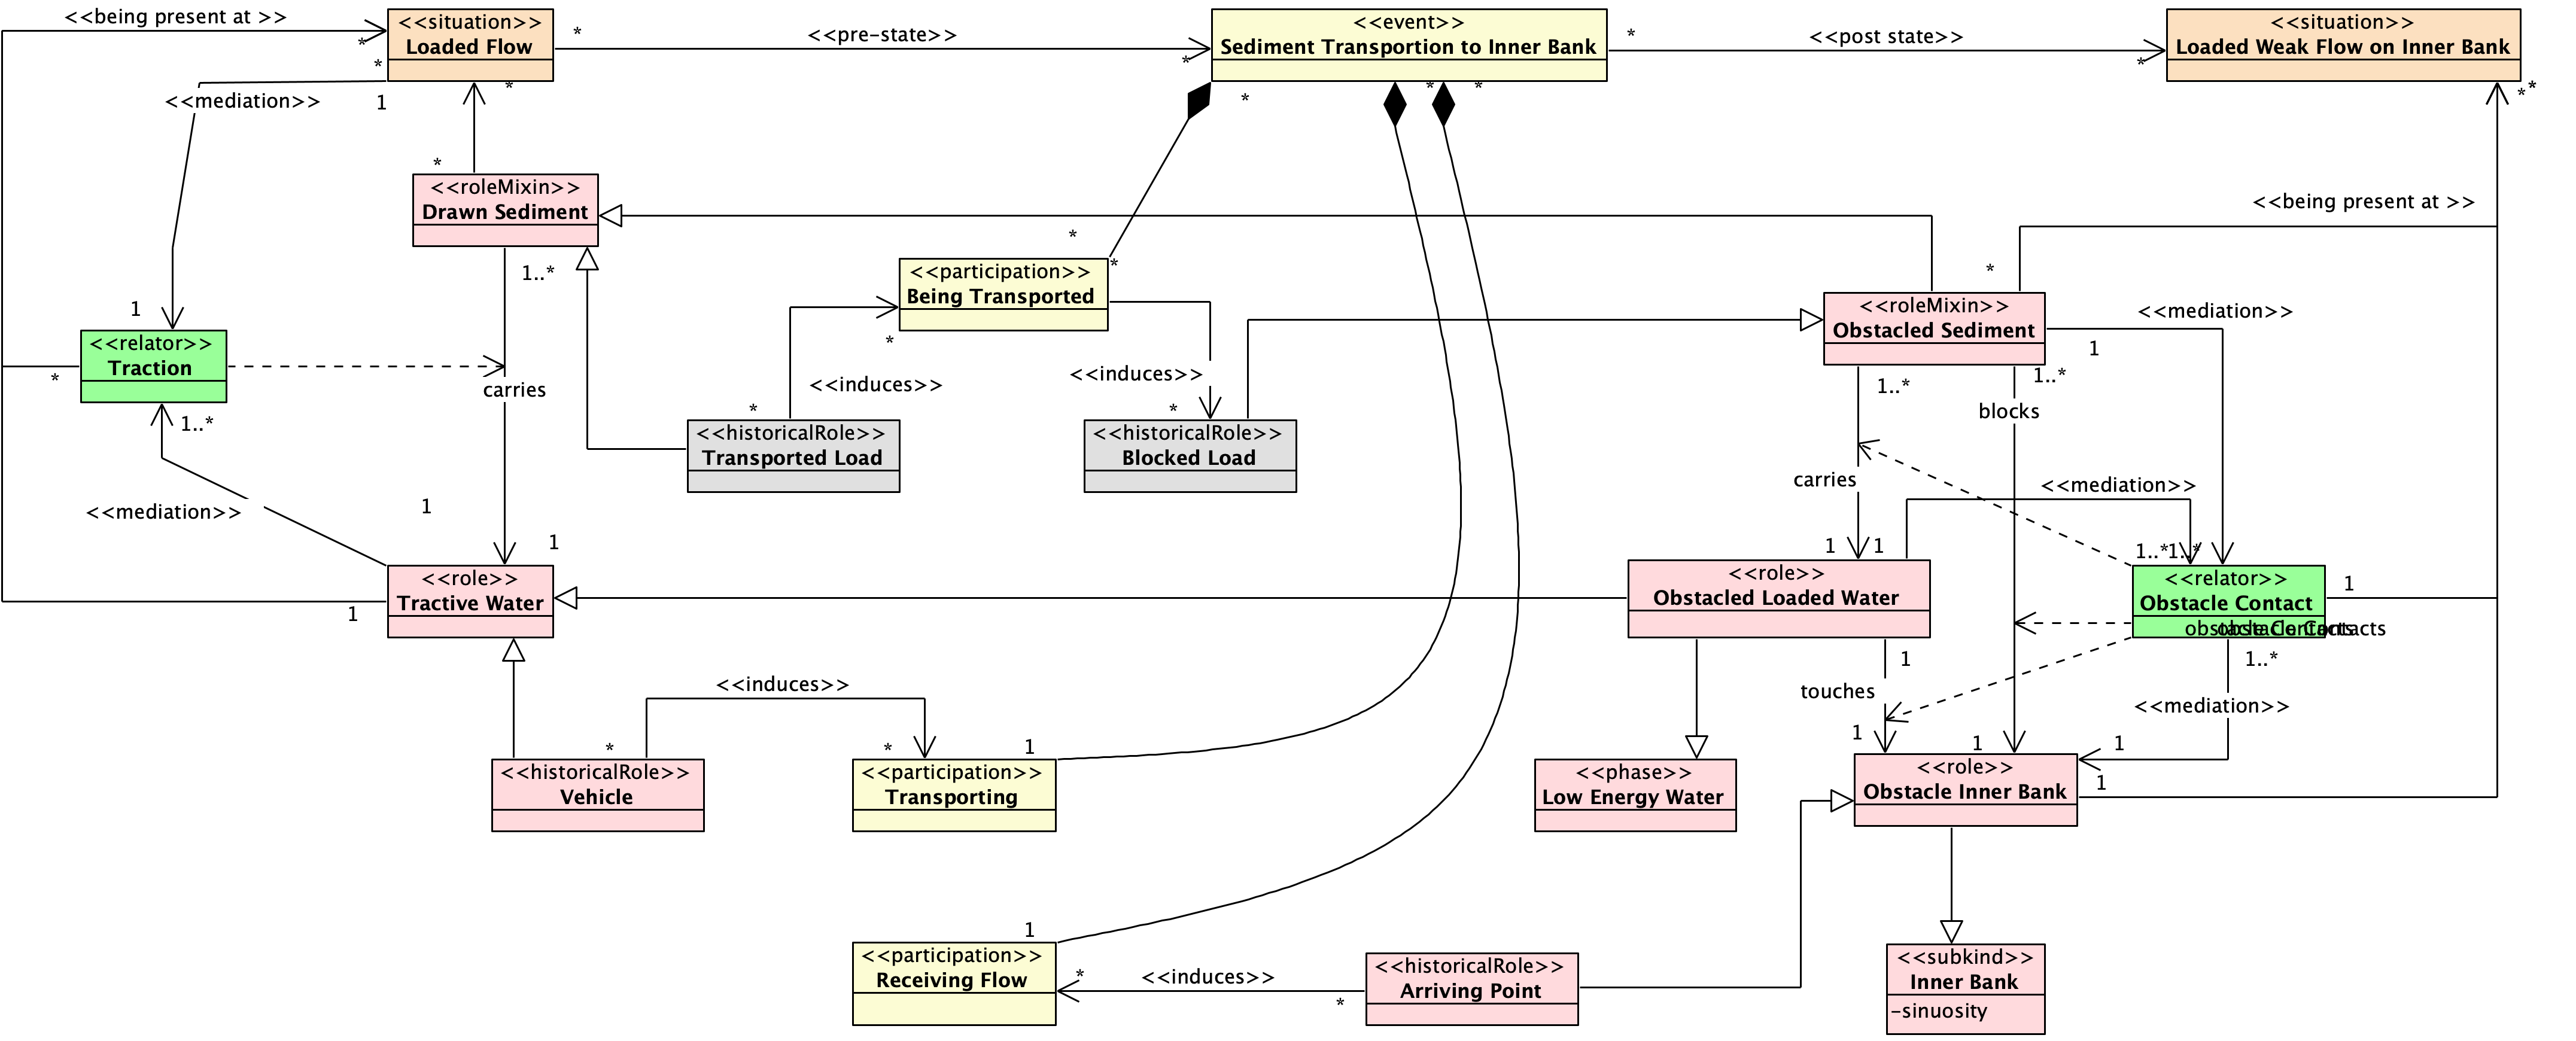 <<being present at >>
*
<<situation>>
Loaded Flow
*
<<pre-state>>
*
<<event>>
Sediment Transportion to Inner Bank
*
<<post state>>
*
<<situation>>
Loaded Weak Flow on Inner Bank
*
1
<<mediation>>
*
*
*
*
*
*
*
<<roleMixin>>
Drawn Sediment
<<being present at >>
1..*
*
*
<<participation>>
Being Transported
*
*
<<roleMixin>>
Obstacled Sediment
<<mediation>>
1
1
<<relator>>
Traction
*
1..*
carries
<<induces>>
<<induces>>
*
*
<<historicalRole>>
Transported Load
<<historicalRole>>
Blocked Load
1..*
1..*
blocks
carries
<<mediation>>
<<mediation>>
1
1
1
1
1..*
1..*
<<role>>
Tractive Water
1
<<role>>
Obstacled Loaded Water
<<relator>>
Obstacle Contact
1
1
touches
1..*
<<mediation>>
<<induces>>
*
*
1
1
1
1
<<historicalRole>>
Vehicle
<<participation>>
Transporting
<<phase>>
Low Energy Water
<<role>>
Obstacle Inner Bank
1
1
<<participation>>
Receiving Flow
*
<<induces>>
*
<<historicalRole>>
Arriving Point
<<subkind>>
Inner Bank
-sinuosity